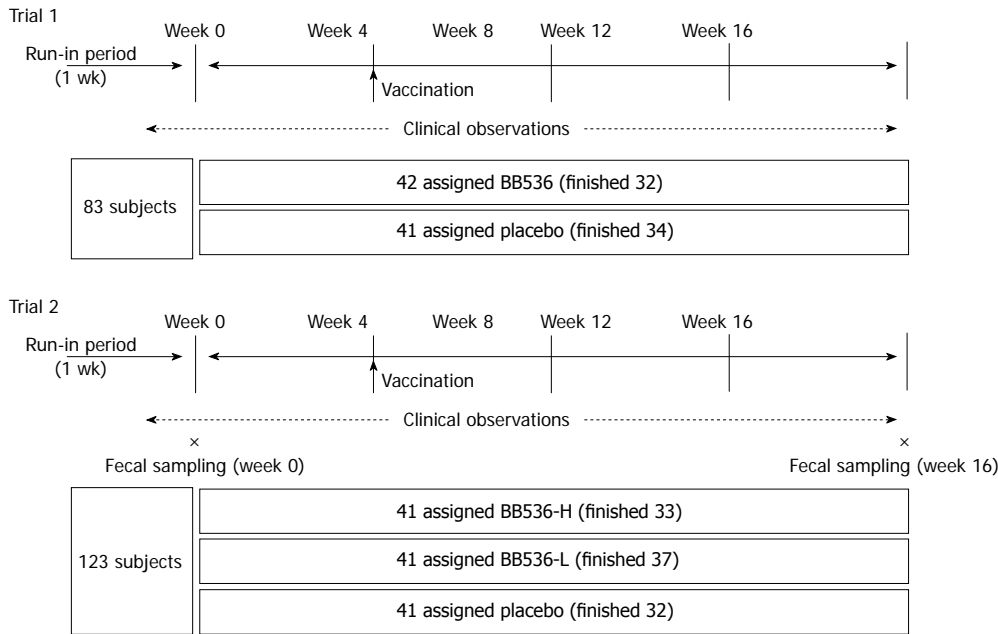 Trial 1
Week 0 Week 4 Week 8 Week 12 Week 16
Run-in period
(1 wk)
Vaccination
Clinical observations
83 subjects
42 assigned BB536 (finished 32)
41 assigned placebo (finished 34)
Trial 2
Week 0 Week 4 Week 8 Week 12 Week 16
Run-in period
(1 wk)
Vaccination
Clinical observations
× ×
Fecal sampling (week 0) Fecal sampling (week 16)
123 subjects
41 assigned BB536-H (finished 33)
41 assigned BB536-L (finished 37)
41 assigned placebo (finished 32)